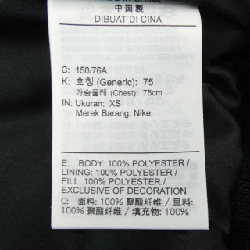 中国製
DIBUAT DI CINA
D: 150/76A
K: 호칭 (Generic): 75
가슴둘레 (Chest): 75cm
IN: Ukuran: XS
Merek Barang: Nike
E. BODY: 100% POLYESTER /
LINING: 100% POLYESTER /
FILL: 100% POLYESTER /
EXCLUSIVE OF DECORATION
C: 面料: 100% 聚酯纤维 / 里料:
100% 聚酯纤维 / 填充物: 100%